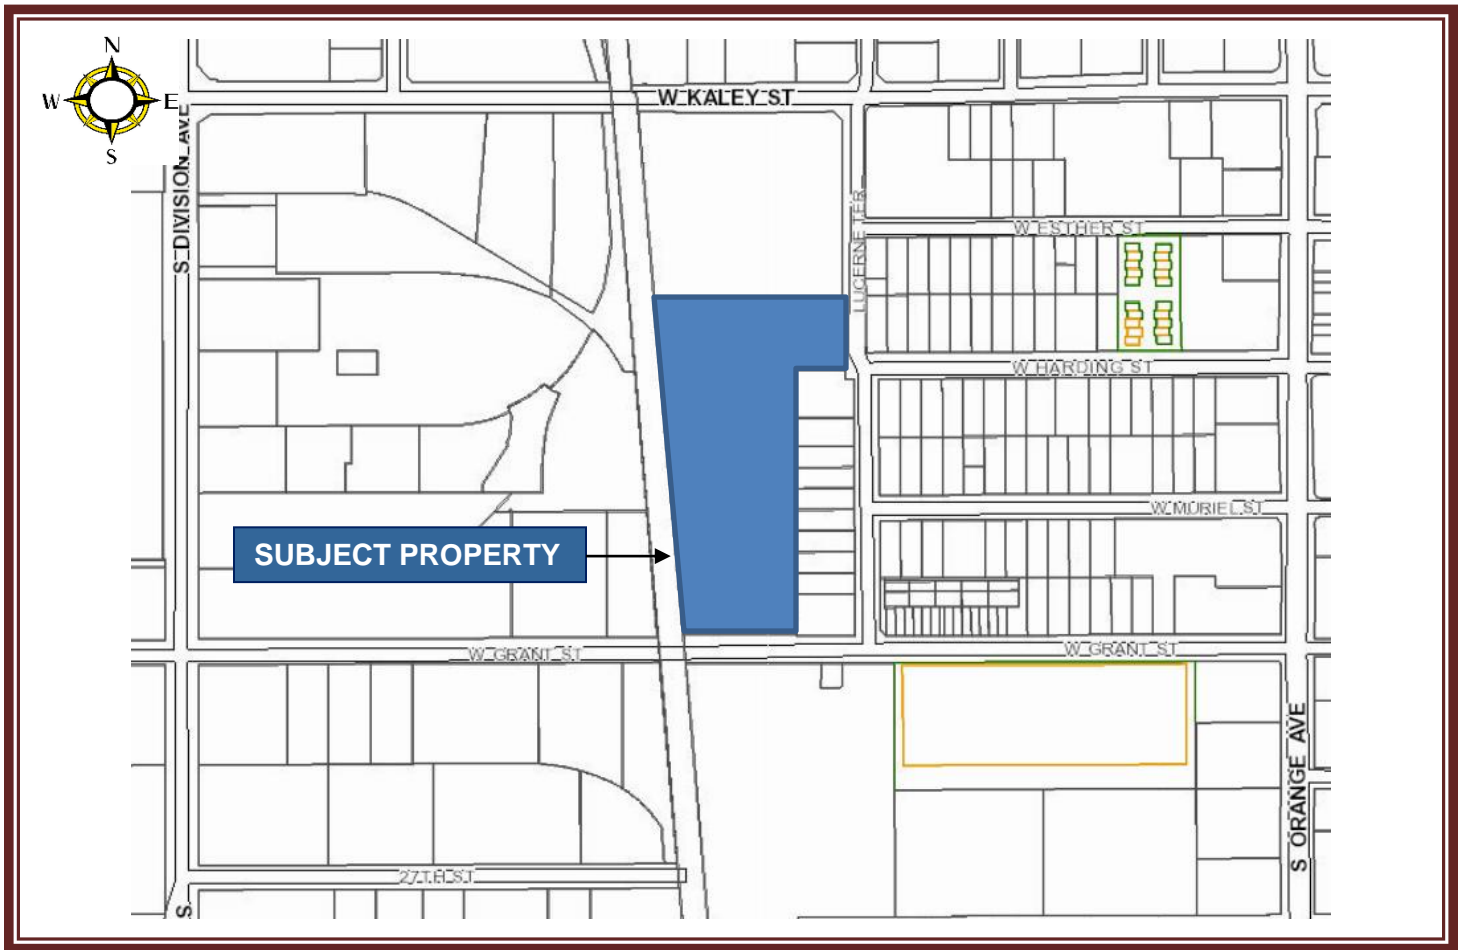 N
W E
S
W KALEY ST
S DIVISION AVE
LUCERNE TER
W ESTHER ST
W HARDING ST
W MURIEL ST
SUBJECT PROPERTY
W GRANT ST
W GRANT ST
S ORANGE AVE
27TH ST
S